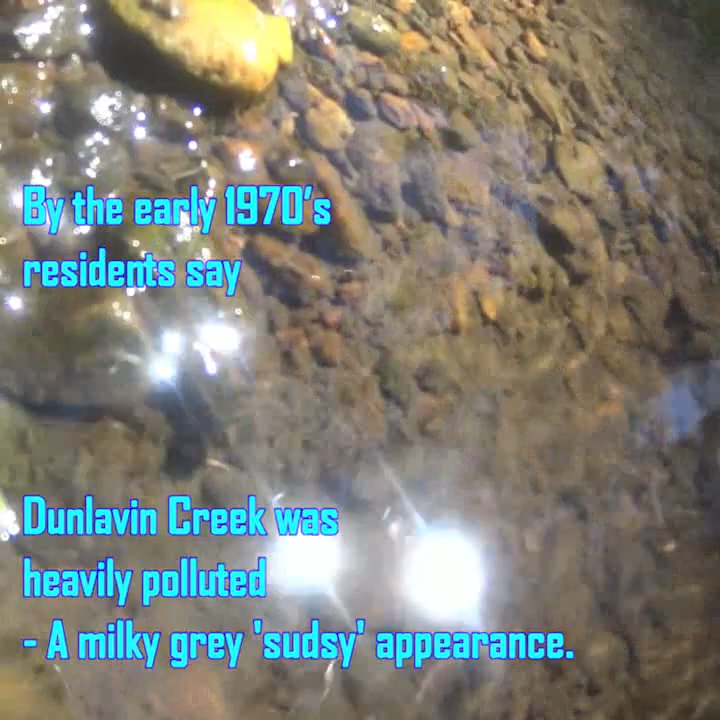 By the early 1970's
residents say
Dunlavin Creek was
heavily polluted
- A milky grey 'sudsy' appearance.